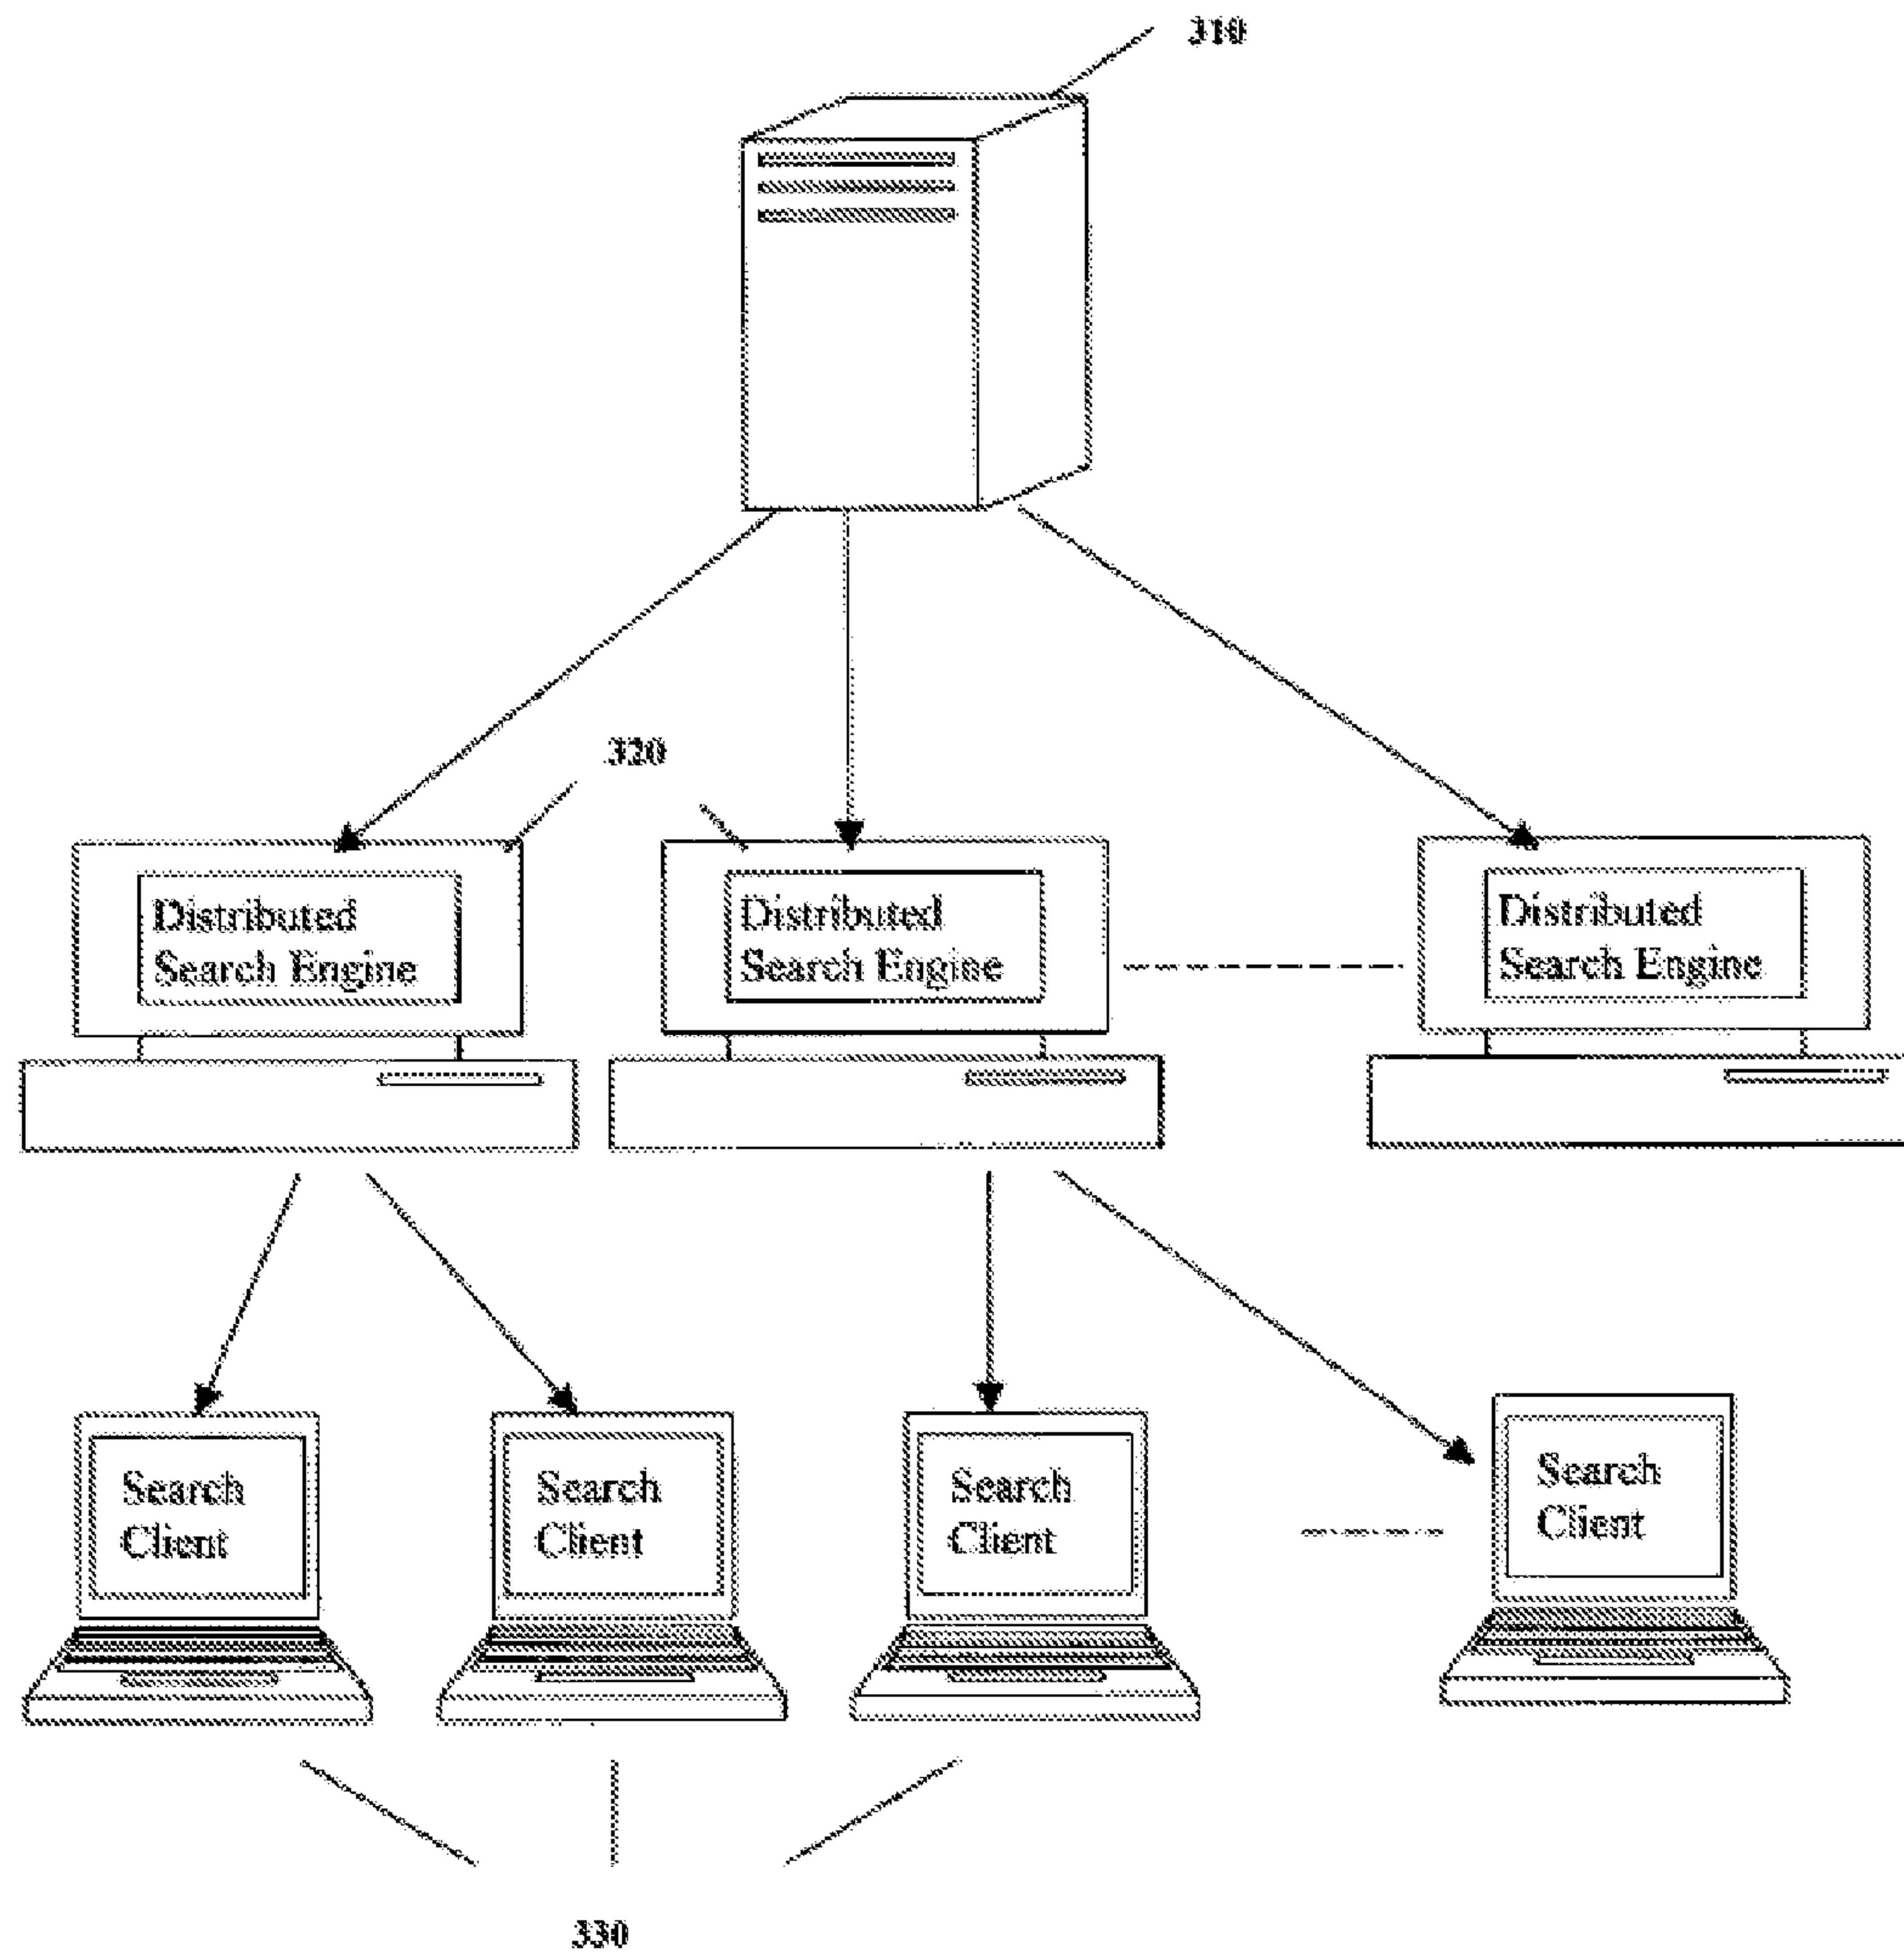 310
320
Distributed
Search Engine
Distributed
Search Engine
Distributed
Search Engine
Search
Client
Search
Client
Search
Client
Search
Client
330